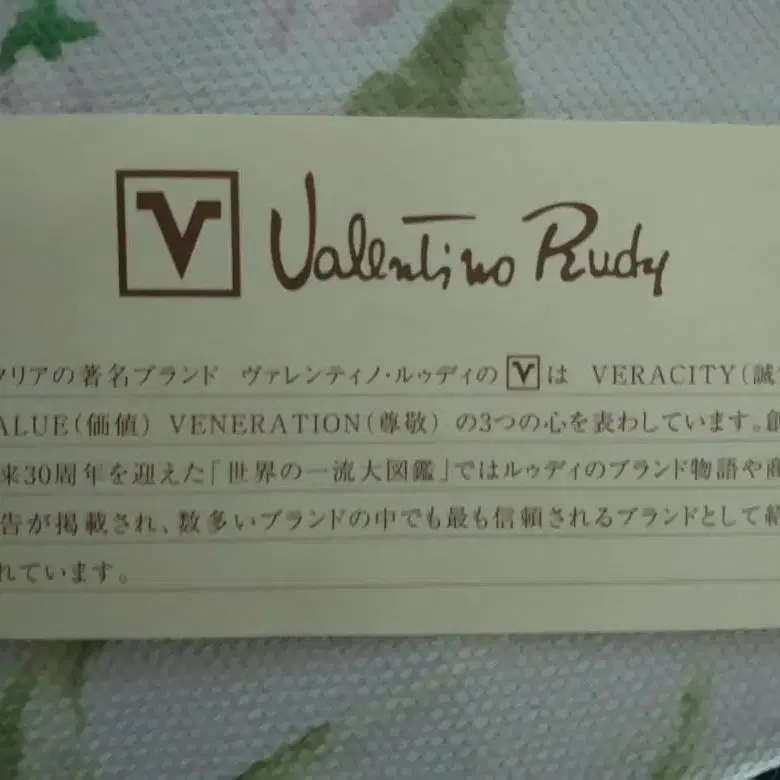 V Valentino Rudy
リアの著名ブランド ヴァレンティノ・ルゥディの V は VERACITY(誠
ALUE(価値) VENERATION(尊敬) の3つの心を表わしています。創
来30周年を迎えた「世界の一流大図鑑」ではルゥディのブランド物語や商
告が掲載され、数多いブランドの中でも最も信頼されるブランドとして紹
れています。